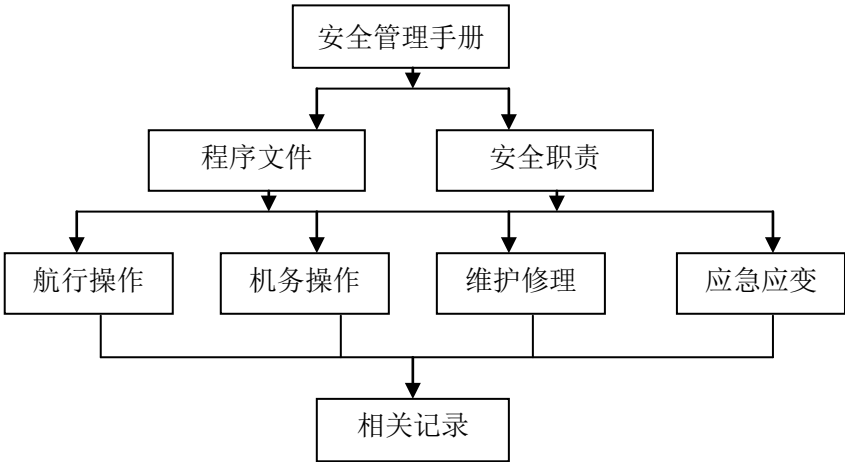 安全管理手册
程序文件
安全职责
航行操作
机务操作
维护修理
应急应变
相关记录